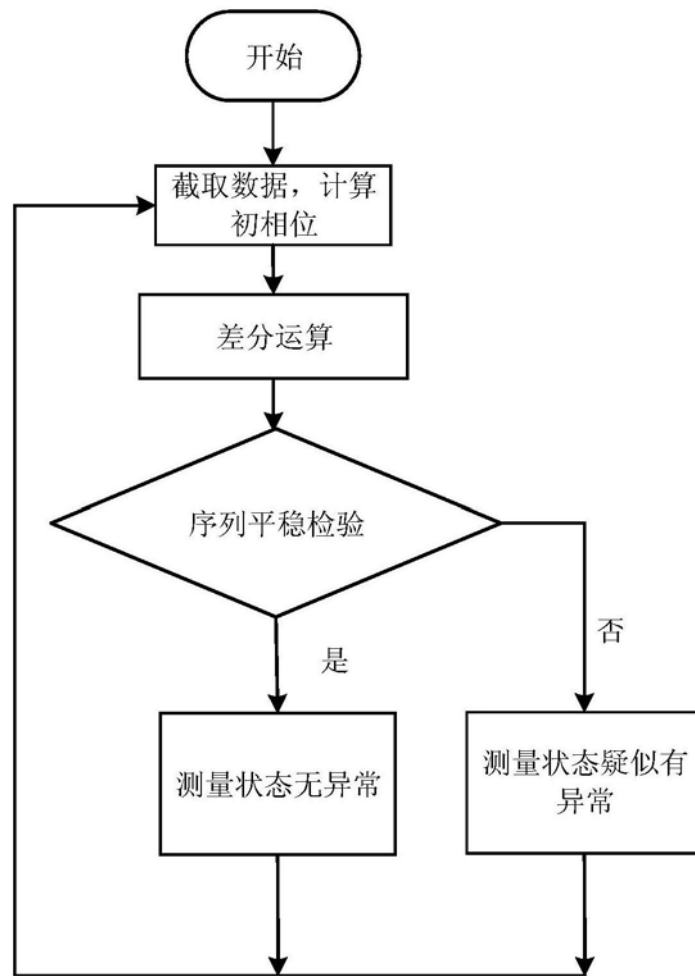 开始
截取数据，计算
初相位
差分运算
序列平稳检验
是
否
测量状态无异常
测量状态疑似有
异常